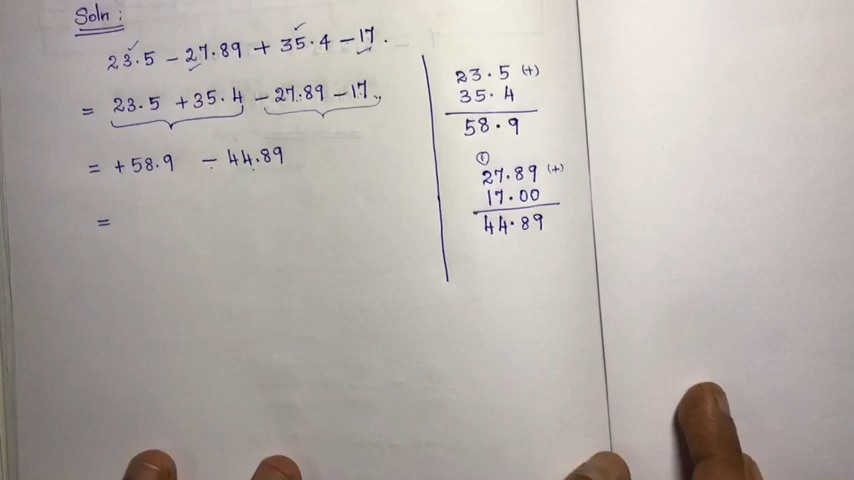 Soln :
23.5 - 27.89 + 35.4 - 17.
= 23.5 + 35.4 - 27.89 - 17.
= + 58.9 - 44.89
=
23.5 (+)
35.4
58.9
1
27.89 (+)
17.00
44.89